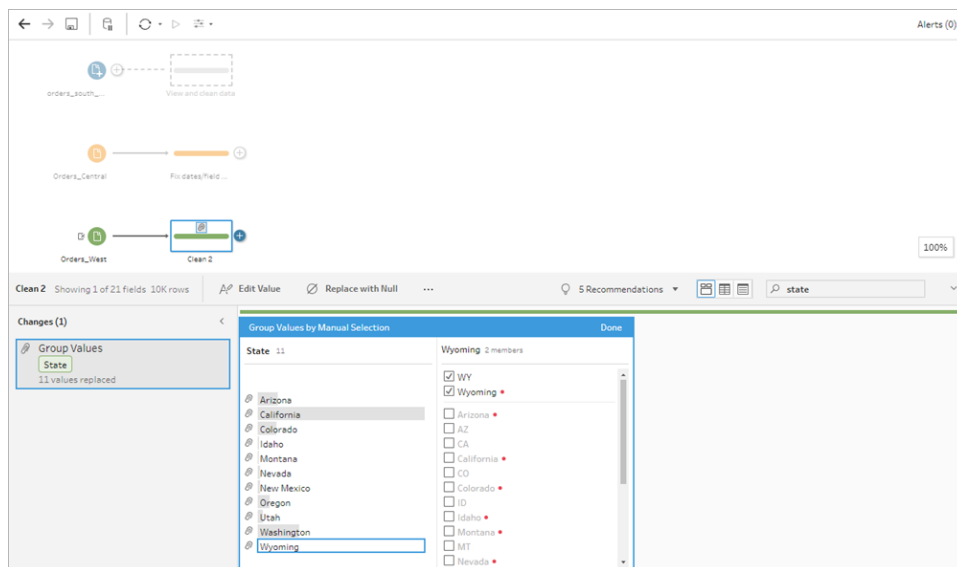 Alerts (0)
orders_south_...
View and clean data
Orders_Central
Fix dates/field ...
Orders_West
Clean 2
100%
Clean 2 Showing 1 of 21 fields 10K rows
Edit Value
Replace with Null
...
5 Recommendations
state
Changes (1)
Group Values
State
11 values replaced
Group Values by Manual Selection
Done
State 11
Arizona
California
Colorado
Idaho
Montana
Nevada
New Mexico
Oregon
Utah
Washington
Wyoming
Wyoming 2 members
WY
Wyoming
Arizona
AZ
CA
California
CO
Colorado
ID
Idaho
Montana
MT
Nevada